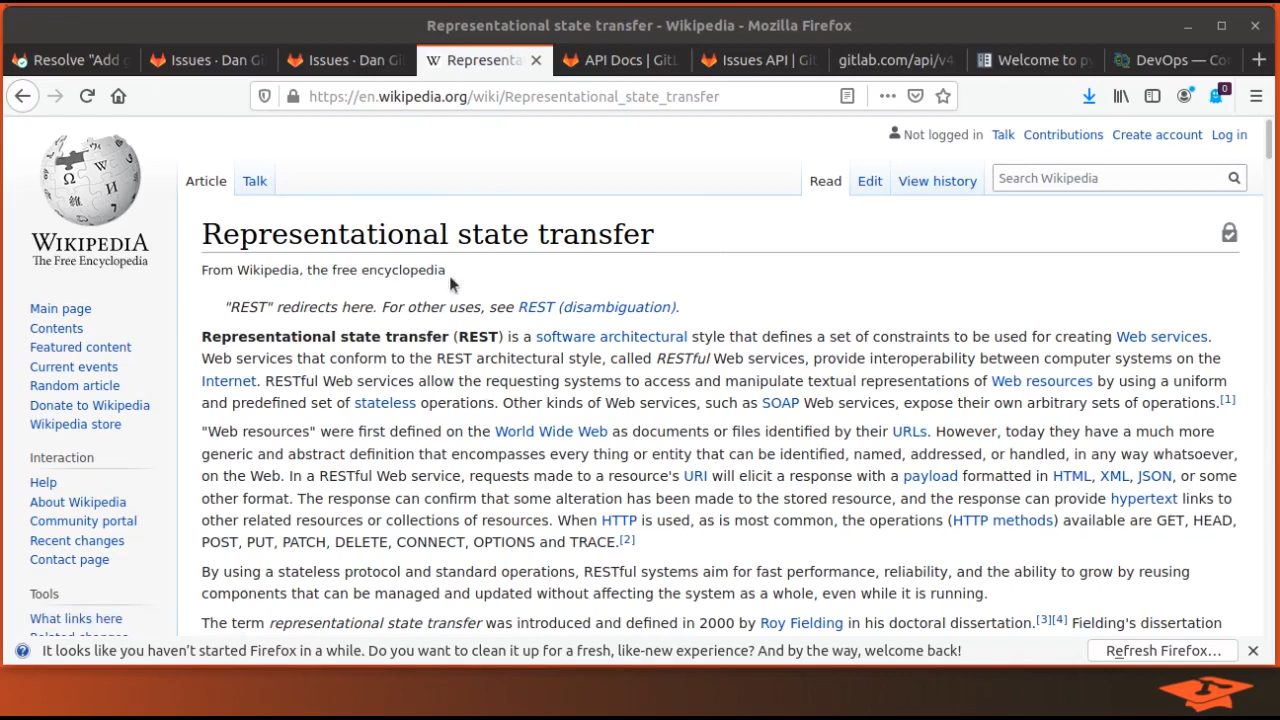 Representational state transfer - Wikipedia - Mozilla Firefox
Resolve "Add
Issues · Dan Gi
Issues · Dan Gi
Representa
API Docs | GitL
Issues API | Git
gitlab.com/api/v4
Welcome to py
DevOps — Co
https://en.wikipedia.org/wiki/Representational_state_transfer
0
Not logged in Talk Contributions Create account Log in
Article Talk Read Edit View history Search Wikipedia
WIKIPEDIA
The Free Encyclopedia
Main page
Contents
Featured content
Current events
Random article
Donate to Wikipedia
Wikipedia store
Interaction
Help
About Wikipedia
Community portal
Recent changes
Contact page
Tools
What links here
Related changes
Representational state transfer
From Wikipedia, the free encyclopedia
"REST" redirects here. For other uses, see REST (disambiguation).
Representational state transfer (REST) is a software architectural style that defines a set of constraints to be used for creating Web services.
Web services that conform to the REST architectural style, called RESTful Web services, provide interoperability between computer systems on the
Internet. RESTful Web services allow the requesting systems to access and manipulate textual representations of Web resources by using a uniform
and predefined set of stateless operations. Other kinds of Web services, such as SOAP Web services, expose their own arbitrary sets of operations.[1]
"Web resources" were first defined on the World Wide Web as documents or files identified by their URLs. However, today they have a much more
generic and abstract definition that encompasses every thing or entity that can be identified, named, addressed, or handled, in any way whatsoever,
on the Web. In a RESTful Web service, requests made to a resource's URI will elicit a response with a payload formatted in HTML, XML, JSON, or some
other format. The response can confirm that some alteration has been made to the stored resource, and the response can provide hypertext links to
other related resources or collections of resources. When HTTP is used, as is most common, the operations (HTTP methods) available are GET, HEAD,
POST, PUT, PATCH, DELETE, CONNECT, OPTIONS and TRACE.[2]
By using a stateless protocol and standard operations, RESTful systems aim for fast performance, reliability, and the ability to grow by reusing
components that can be managed and updated without affecting the system as a whole, even while it is running.
The term representational state transfer was introduced and defined in 2000 by Roy Fielding in his doctoral dissertation.[3][4] Fielding's dissertation
It looks like you haven't started Firefox in a while. Do you want to clean it up for a fresh, like-new experience? And by the way, welcome back!
Refresh Firefox...